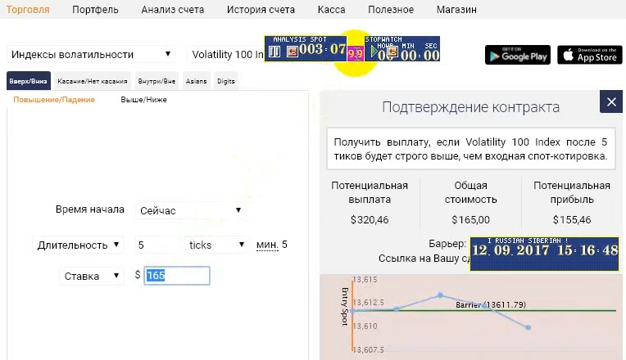 Торговля Портфель Анализ счета История счета Касса Полезное Магазин
Индексы волатильности Volatility 100 In
ANALYSIS SPOT STOPWATCH
003:07 9.9 HOUR MIN SEC
GET IT ON Google Play Download on the App Store
Вверх/Вниз Касание/Нет касания Внутри/Вне Asians Digits
Повышение/Падение Выше/Ниже
Подтверждение контракта
Получить выплату, если Volatility 100 Index после 5
тиков будет строго выше, чем входная спот-котировка.
Потенциальная выплата Общая стоимость Потенциальная прибыль
$320,46 $165,00 $155,46
Время начала Сейчас
Длительность 5 ticks мин. 5
Ставка $ 165
Барьер:
Ссылка на Вашу сд
I RUSSIAN SIBERIAN !
12.09.2017 15:16:48
13,615
13,612.5
13,610
13,607.5
Entry Spot
Barrier (13611.79)